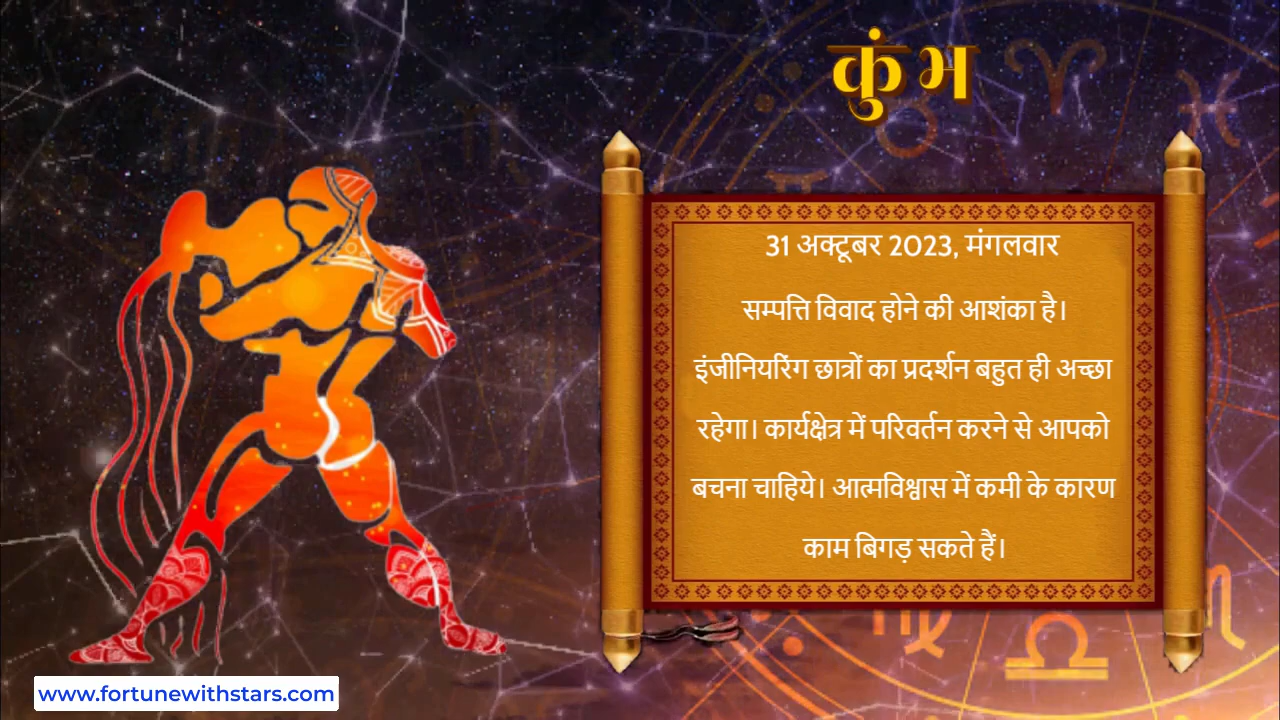 कुंभ
31 अक्टूबर 2023, मंगलवार
सम्पत्ति विवाद होने की आशंका है।
इंजीनियरिंग छात्रों का प्रदर्शन बहुत ही अच्छा
रहेगा। कार्यक्षेत्र में परिवर्तन करने से आपको
बचना चाहिये। आत्मविश्वास में कमी के कारण
काम बिगड़ सकते हैं।
www.fortunewithstars.com